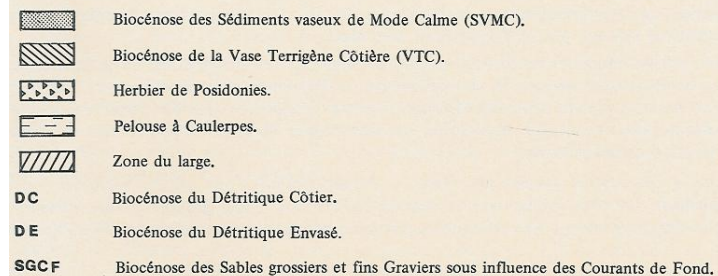 Biocénose des Sédiments vaseux de Mode Calme (SVMC).
Biocénose de la Vase Terrigène Côtière (VTC).
Herbier de Posidonies.
Pelouse à Caulerpes.
Zone du large.
DC Biocénose du Détritique Côtier.
DE Biocénose du Détritique Envasé.
SGCF Biocénose des Sables grossiers et fins Graviers sous influence des Courants de Fond.